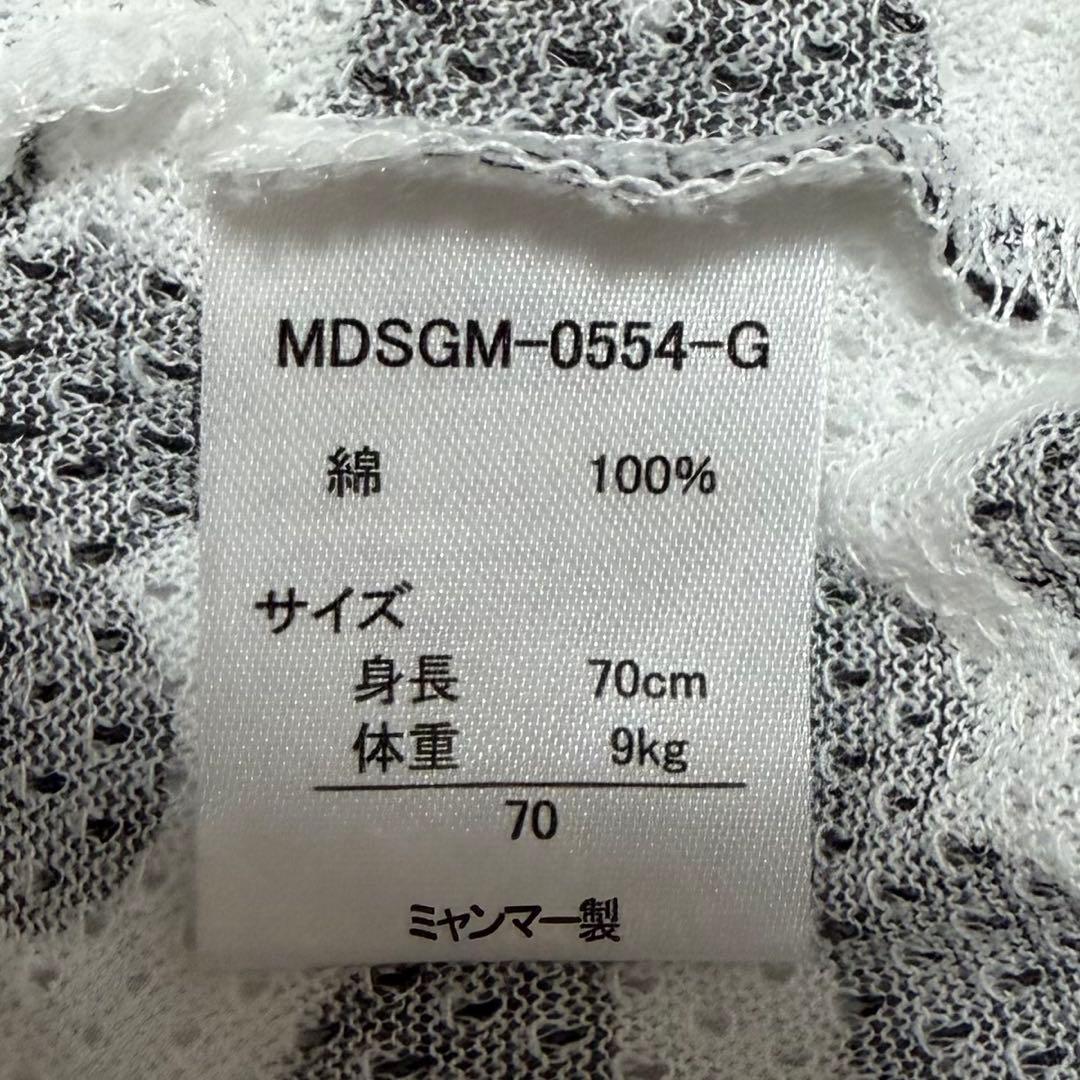 MDSGM-0554-G
綿 100%
サイズ
身長 70cm
体重 9kg
70
ミャンマー製